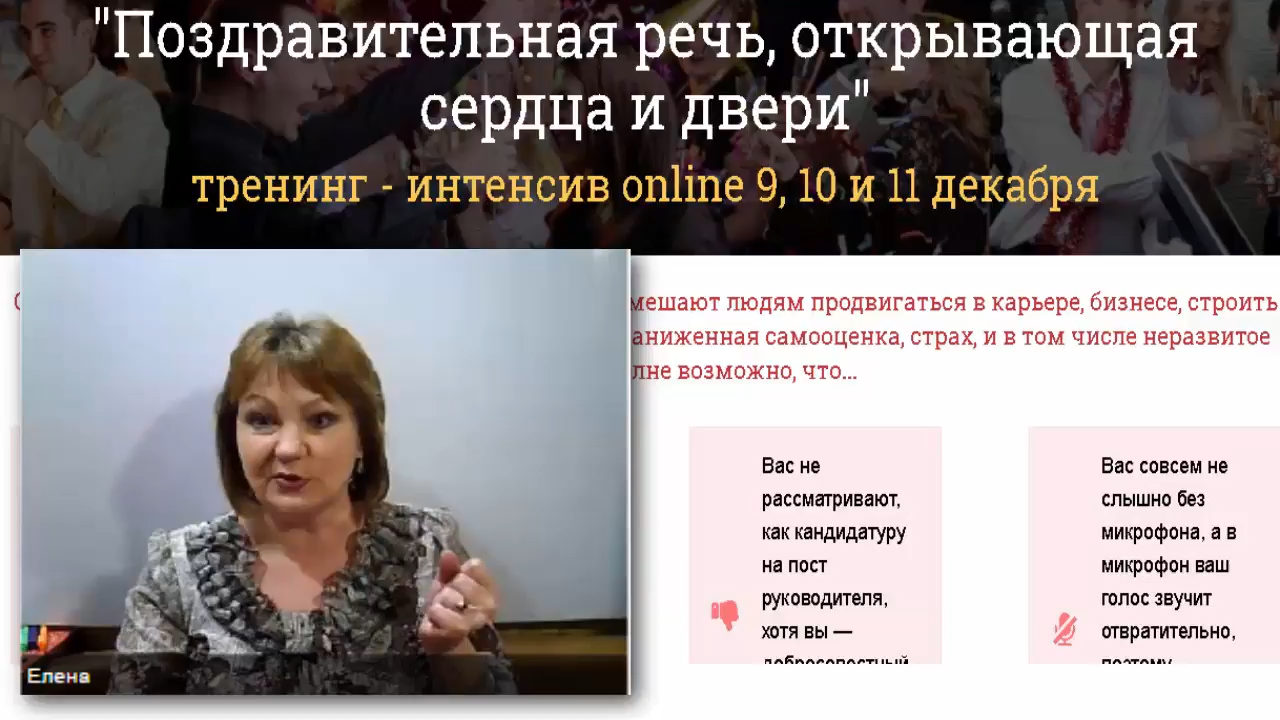 "Поздравительная речь, открывающая
сердца и двери"
тренинг - интенсив online 9, 10 и 11 декабря
мешают людям продвигаться в карьере, бизнесе, строить
аниженная самооценка, страх, и в том числе неразвитое
лне возможно, что...
Вас не
рассматривают,
как кандидатуру
на пост
руководителя,
хотя вы —
добросовестный
Вас совсем не
слышно без
микрофона, а в
микрофон ваш
голос звучит
отвратительно,
поэтому
Елена